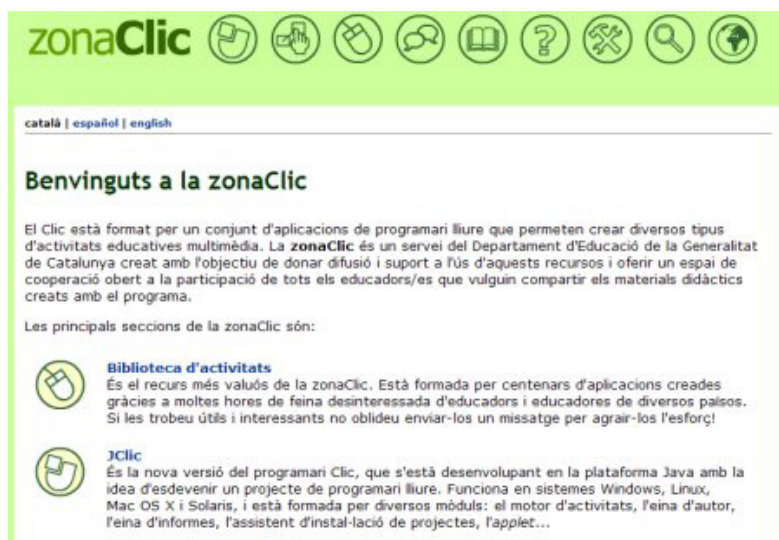 zonaClic
català | español | english
Benvinguts a la zonaClic
El Clic està format per un conjunt d'aplicacions de programari lliure que permeten crear diversos tipus
d'activitats educatives multimèdia. La zonaClic és un servei del Departament d'Educació de la Generalitat
de Catalunya creat amb l'objectiu de donar difusió i suport a l'ús d'aquests recursos i oferir un espai de
cooperació obert a la participació de tots els educadors/es que vulguin compartir els materials didàctics
creats amb el programa.
Les principals seccions de la zonaClic són:
Biblioteca d'activitats
És el recurs més valuós de la zonaClic. Està formada per centenars d'aplicacions creades
gràcies a moltes hores de feina desinteressada d'educadors i educadores de diversos països.
Si les trobeu útils i interessants no oblideu enviar-los un missatge per agrair-los l'esforç!
JClic
És la nova versió del programari Clic, que s'està desenvolupant en la plataforma Java amb la
idea d'esdevenir un projecte de programari lliure. Funciona en sistemes Windows, Linux,
Mac OS X i Solaris, i està formada per diversos mòduls: el motor d'activitats, l'eina d'autor,
l'eina d'informes, l'assistent d'instal·lació de projectes, l'applet...